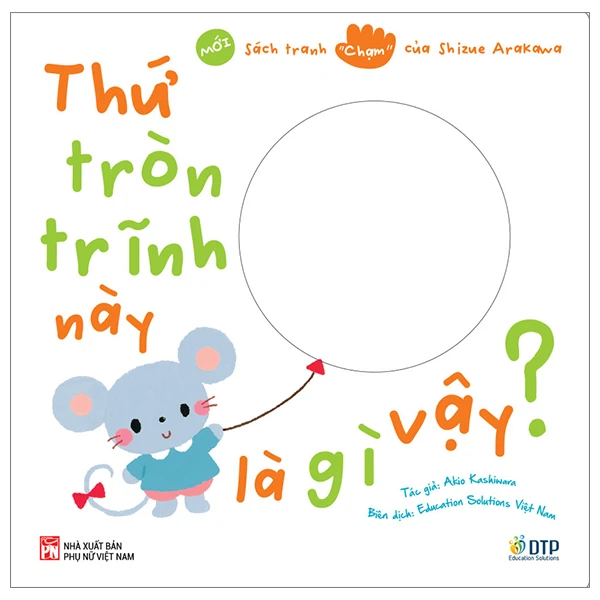 MỚI Sách tranh "Chạm" của Shizue Arakawa
Thứ
tròn
trĩnh
này
là gì vậy?
Tác giả: Akio Kashiwara
Biên dịch: Education Solutions Việt Nam
PN NHÀ XUẤT BẢN
PHỤ NỮ VIỆT NAM
DTP
Education Solutions